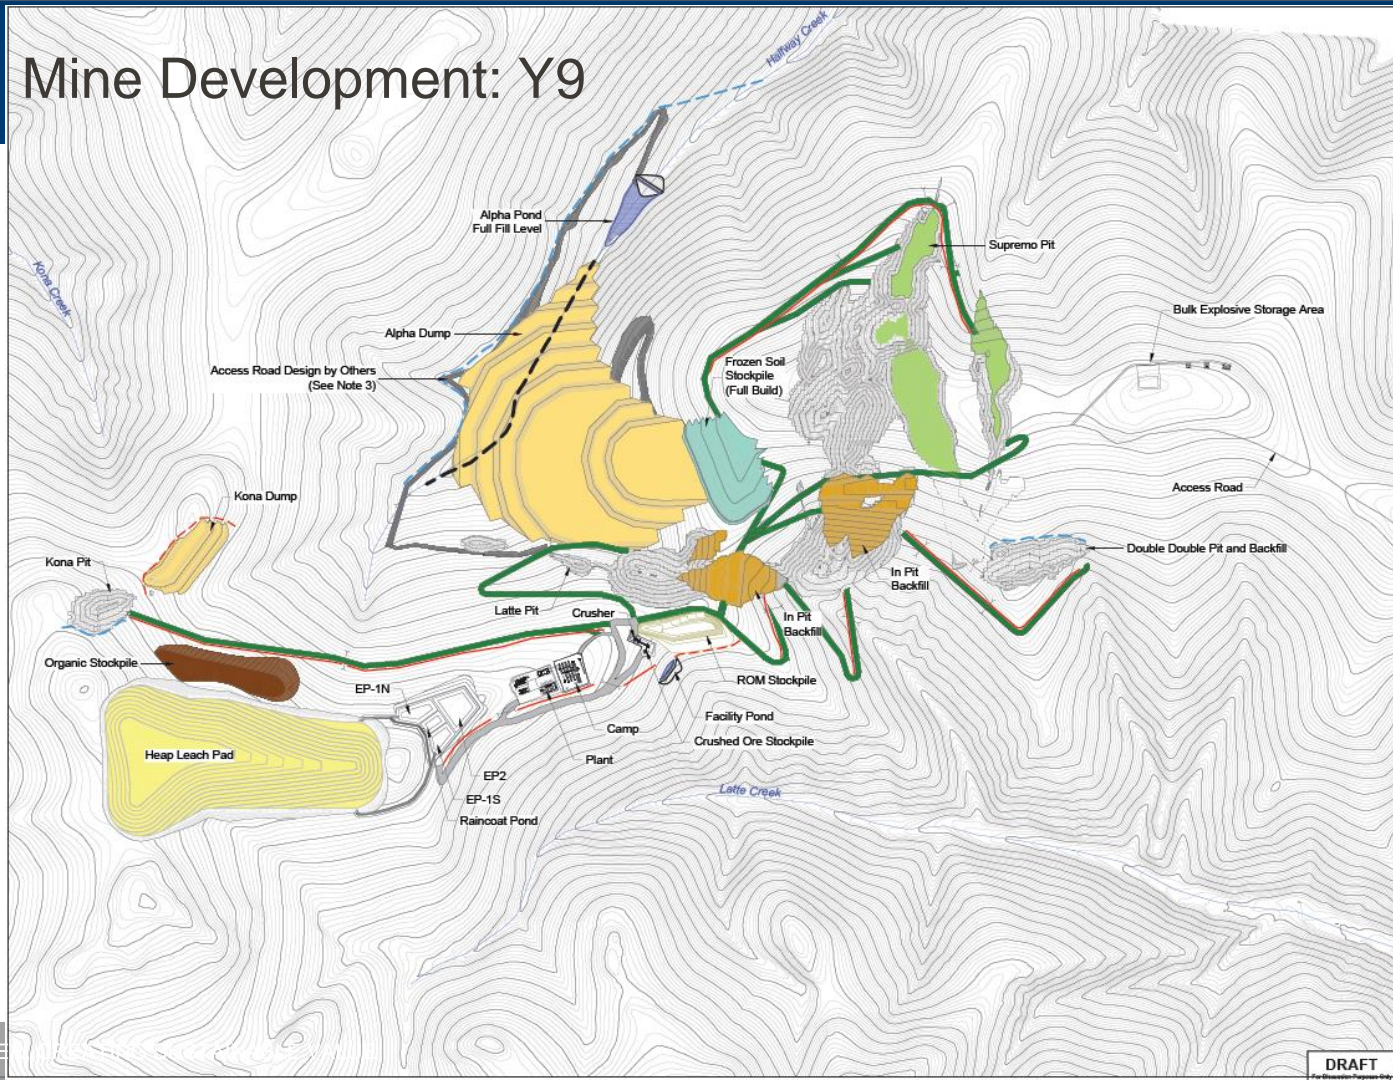 Mine Development: Y9
Halfway Creek
Kona Creek
Alpha Pond
Full Fill Level
Supremo Pit
Bulk Explosive Storage Area
Alpha Dump
Access Road Design by Others
(See Note 3)
Frozen Soil
Stockpile
(Full Build)
Access Road
Kona Dump
Double Double Pit and Backfill
Kona Pit
In Pit
Backfill
Latte Pit
Crusher
In Pit
Backfill
Organic Stockpile
ROM Stockpile
EP-1N
Facility Pond
Camp
Crushed Ore Stockpile
Heap Leach Pad
Plant
EP2
Latte Creek
EP-1S
Raincoat Pond
DRAFT
For Discussion Purposes Only